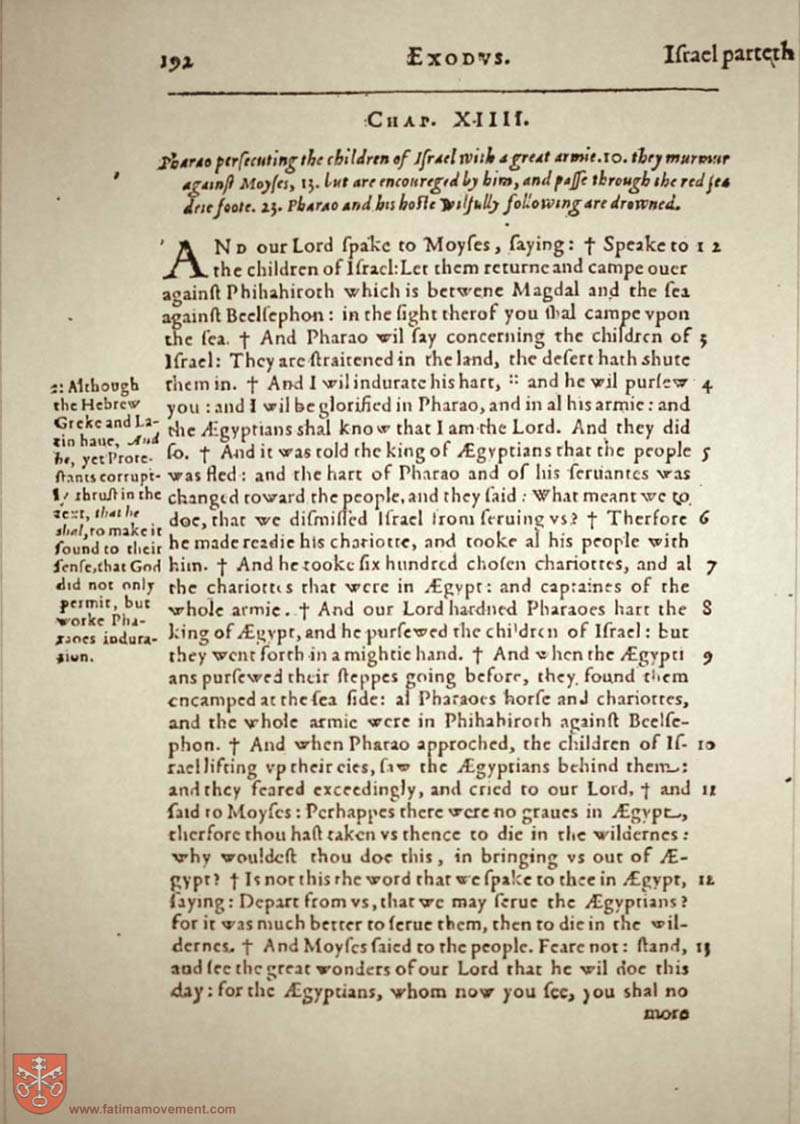 192 ÆXODVS. Iſrael parteth
CHAP. XIIII.
Pharao perſecuting the children of Iſrael with a great armie. 10. they murmur
againſt Moyſes, 13. but are encoureged by him, and paſſe through the red ſea
drie foote. 23. Pharao and his hoſte wilfully following are drowned.
AND our Lord ſpake to Moyſes, ſaying: † Speake to 1 2
the children of Iſrael: Let them returne and campe ouer
againſt Phihahiroth which is betwene Magdal and the ſea
againſt Beelſephon: in the ſight therof you ſhal campe vpon
the ſea. † And Pharao wil ſay concerning the children of 3
Iſrael: They are ſtraitened in the land, the deſert hath shute
them in. † And I wil indurate his hart, :: and he wil purſew 4
you: and I wil be glorified in Pharao, and in al his armie: and
the Ægyptians shal know that I am the Lord. And they did
ſo. † And it was told the king of Ægyptians that the people 5
was fled: and the hart of Pharao and of his ſeruantes was
changed toward the people, and they ſaid: What meant we to
doe, that we diſmiſſed Iſrael from ſeruing vs? † Therfore 6
he made readie his chariotte, and tooke al his people with
him. † And he tooke ſix hundred choſen chariottes, and al 7
the chariottes that were in Ægypt: and captaines of the
whole armie. † And our Lord hardned Pharaoes hart the 8
king of Ægypt, and he purſewed the children of Iſrael: but
they went forth in a mightie hand. † And when the Ægypti 9
ans purſewed their ſteppes going before, they found them
encamped at the ſea ſide: al Pharaoes horſe and chariottes,
and the whole armie were in Phihahiroth againſt Beelſe-
phon. † And when Pharao approched, the children of Iſ- 10
rael lifting vp their eies, ſaw the Ægyptians behind them:
and they feared exceedingly, and cried to our Lord, † and 11
ſaid to Moyſes: Perhappes there were no graues in Ægypt,
therfore thou haſt taken vs thence to die in the wildernes:
why wouldeſt thou doe this, in bringing vs out of Æ-
gypt? † Is not this the word that we ſpake to thee in Ægypt, 12
ſaying: Depart from vs, that we may ſerue the Ægyptians?
for it was much better to ſerue them, then to die in the wil-
dernes. † And Moyſes ſaied to the people. Feare not: ſtand, 13
and ſee the great wonders of our Lord that he wil doe this
day: for the Ægyptians, whom now you ſee, you shal no
more
:: Although
the Hebrew
Greke and La-
tin haue, And
he, yet Prote-
ſtants corrupt-
ly thruſt in the
text, that he
shal, to make it
ſound to their
ſenſe, that God
did not only
permit, but
worke Pha-
raoes indura-
tion.
www.fatimamovement.com